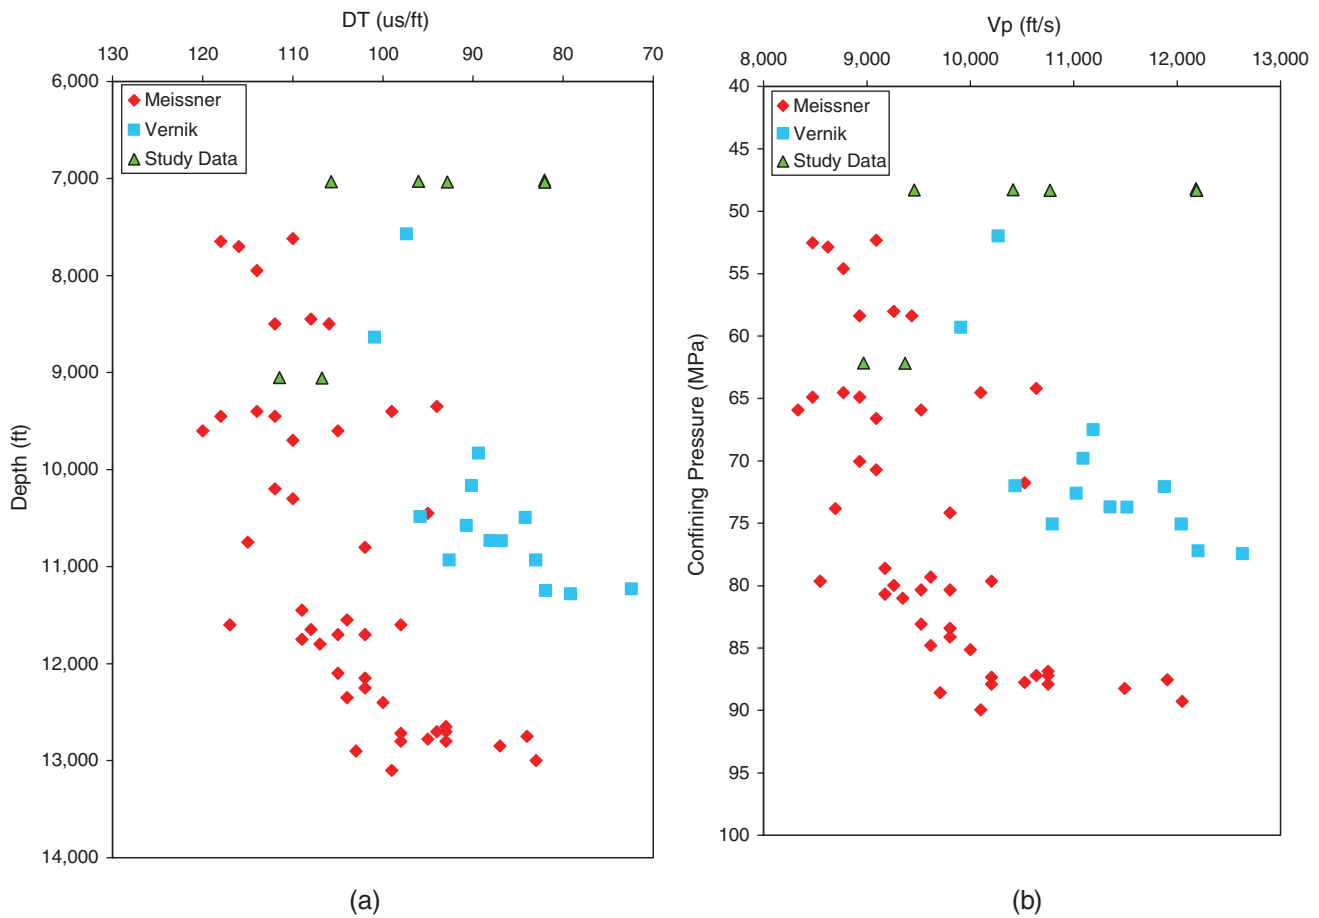 DT (us/ft)
130 120 110 100 90 80 70
6,000
7,000
8,000
9,000
10,000
11,000
12,000
13,000
14,000
Depth (ft)
Meissner
Vernik
Study Data
(a)
Vp (ft/s)
8,000 9,000 10,000 11,000 12,000 13,000
40
45
50
55
60
65
70
75
80
85
90
95
100
Confining Pressure (MPa)
Meissner
Vernik
Study Data
(b)